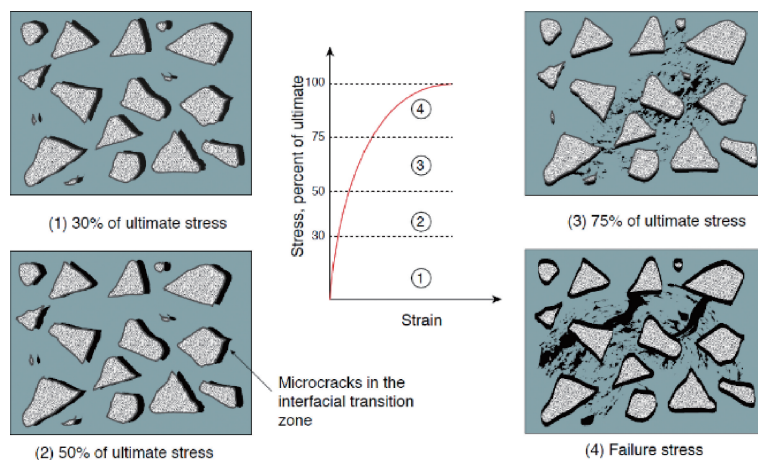 (1) 30% of ultimate stress
(2) 50% of ultimate stress
Microcracks in the
interfacial transition
zone
Stress, percent of ultimate
100
75
50
30
4
3
2
1
Strain
(3) 75% of ultimate stress
(4) Failure stress